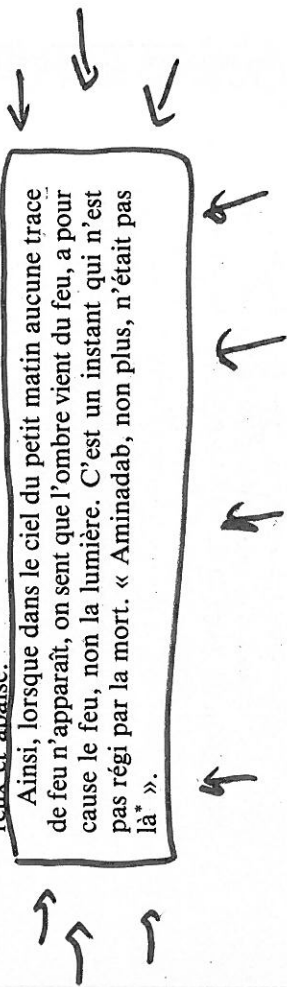 Ainsi, lorsque dans le ciel du petit matin aucune trace
de feu n'apparaît, on sent que l'ombre vient du feu, a pour
cause le feu, non la lumière. C'est un instant qui n'est
pas régi par la mort. « Aminadab, non plus, n'était pas
là* ».